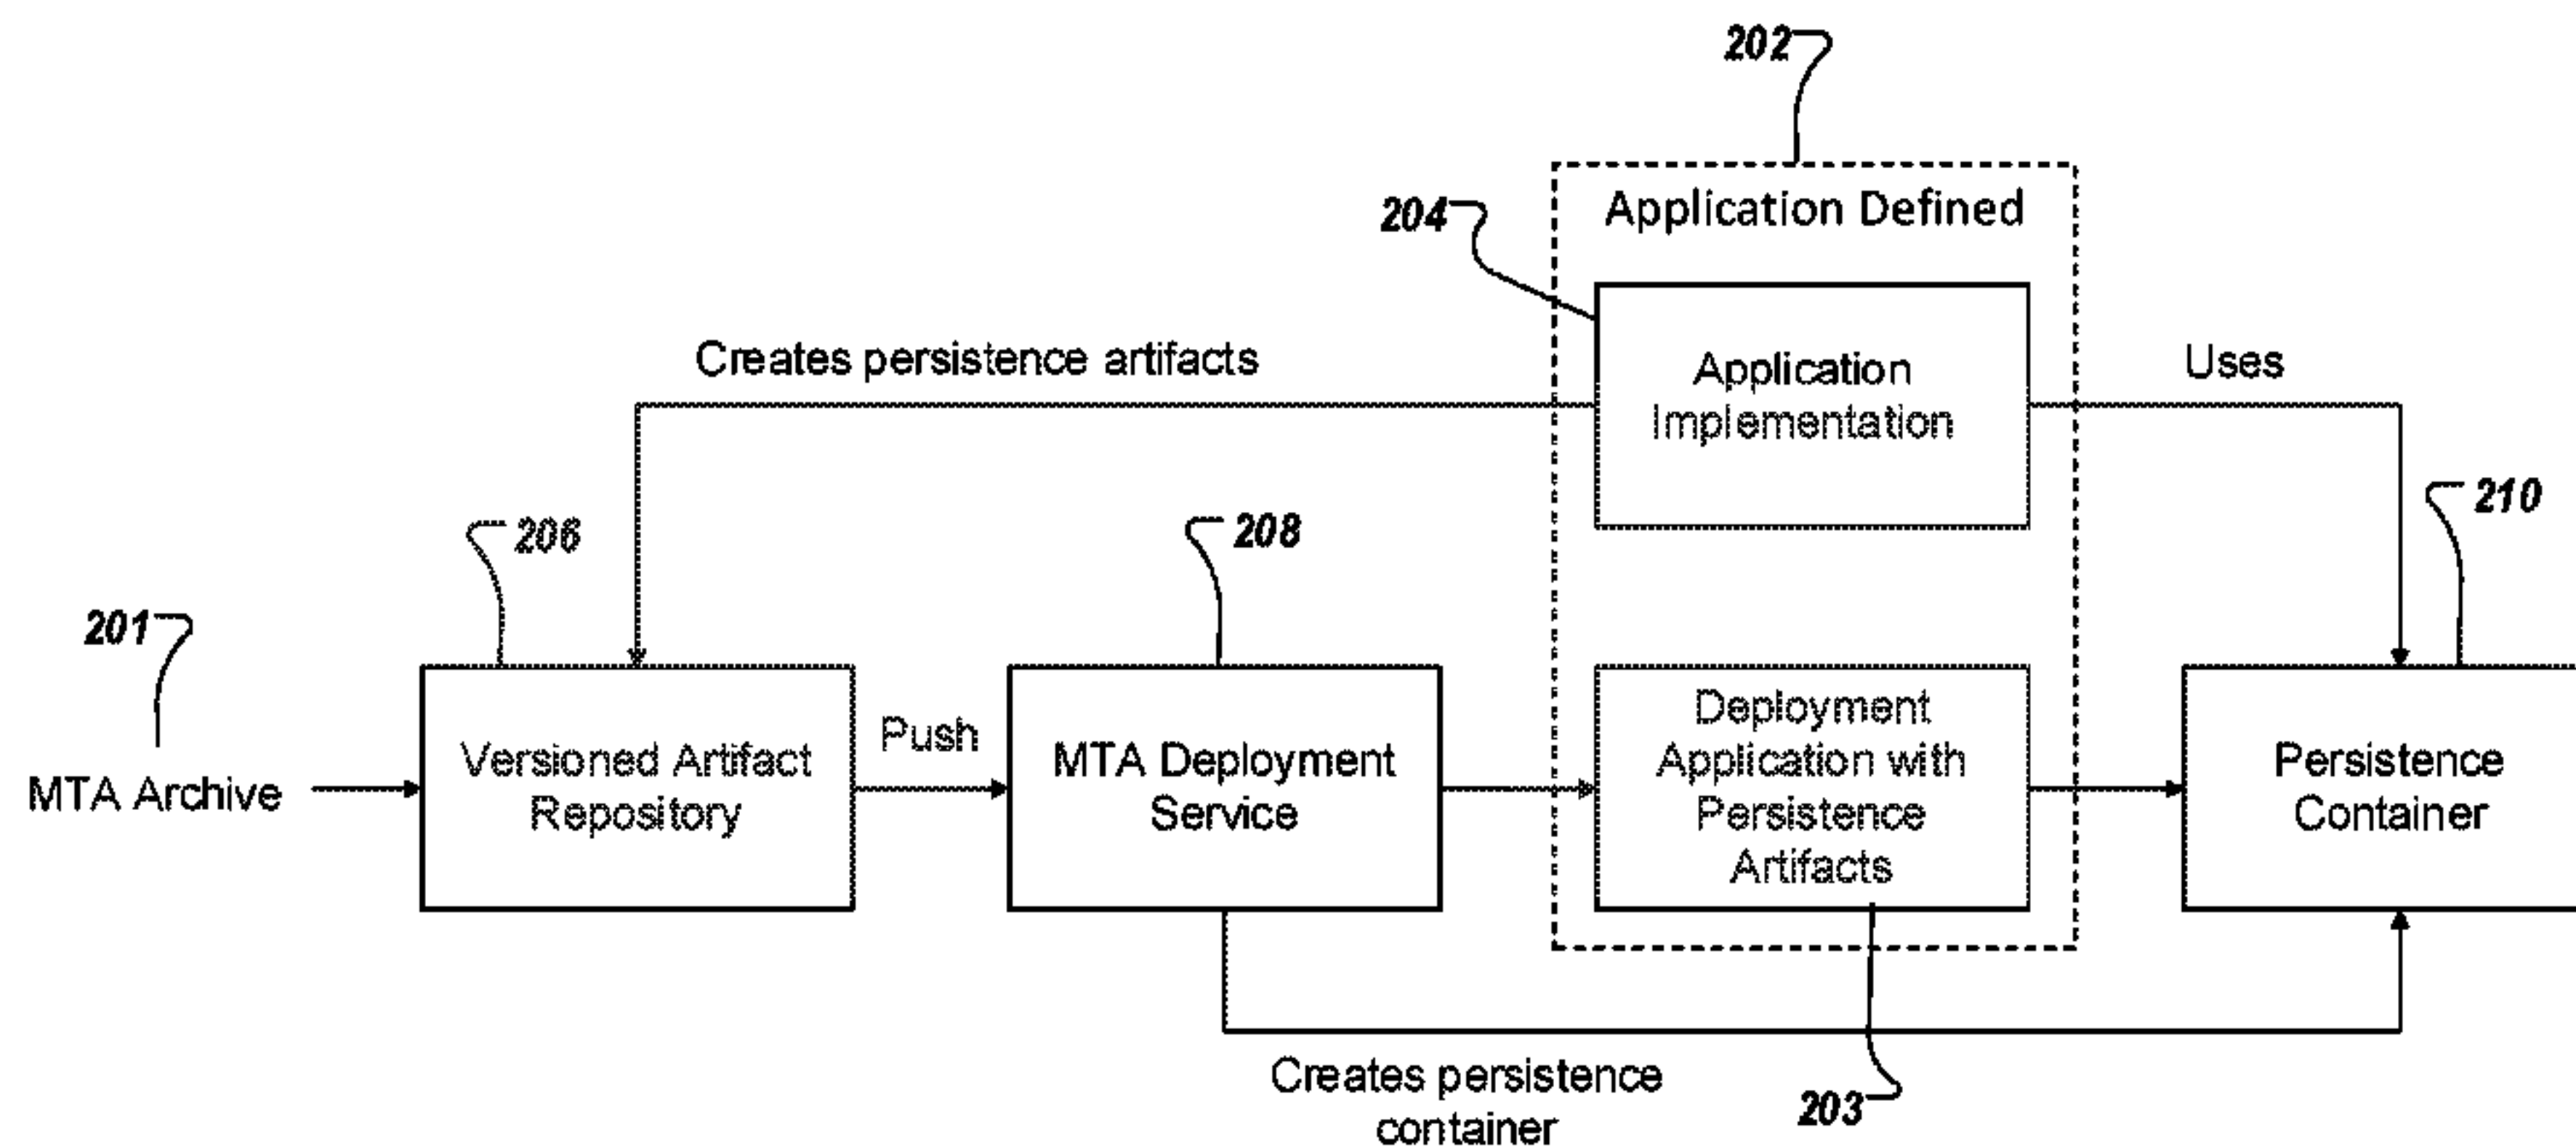 202
Application Defined
204
Application
Implementation
Creates persistence artifacts
Uses
206
208
210
201
MTA Archive
Versioned Artifact
Repository
Push
MTA Deployment
Service
Deployment
Application with
Persistence
Artifacts
Persistence
Container
Creates persistence
container
203